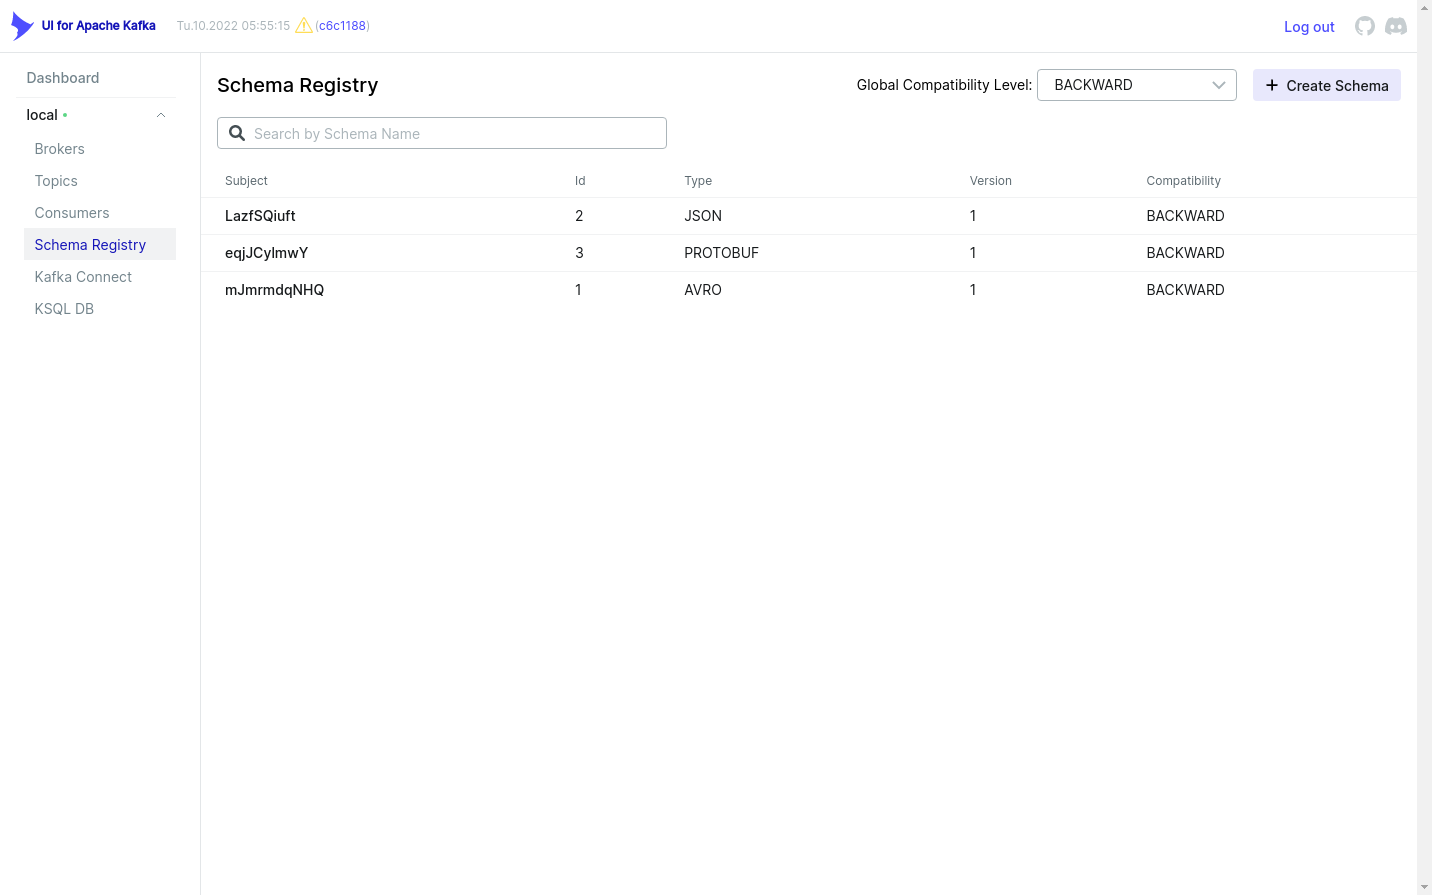 UI for Apache Kafka Tu.10.2022 05:55:15 (c6c1188) Log out
Dashboard
local
Brokers
Topics
Consumers
Schema Registry
Kafka Connect
KSQL DB
Schema Registry Global Compatibility Level: BACKWARD Create Schema
Search by Schema Name
Subject Id Type Version Compatibility
LazfSQiuft 2 JSON 1 BACKWARD
eqjJCylmwY 3 PROTOBUF 1 BACKWARD
mJmrmdqNHQ 1 AVRO 1 BACKWARD